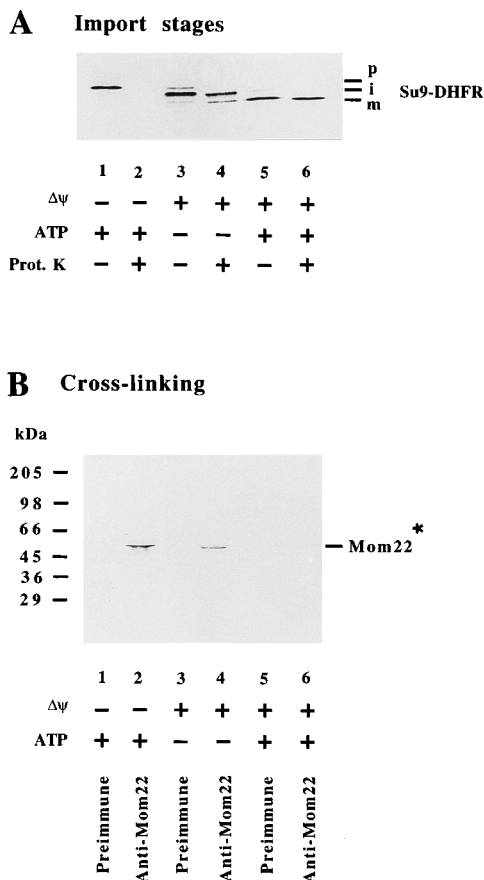 A Import stages
p
i
m
Su9-DHFR
1 2 3 4 5 6
Δψ − − + + + +
ATP + + − − + +
Prot. K − + − + − +
B Cross-linking
kDa
205
98
66
45
36
29
Mom22*
1 2 3 4 5 6
Δψ − − + + + +
ATP + + − − + +
Preimmune
Anti-Mom22
Preimmune
Anti-Mom22
Preimmune
Anti-Mom22